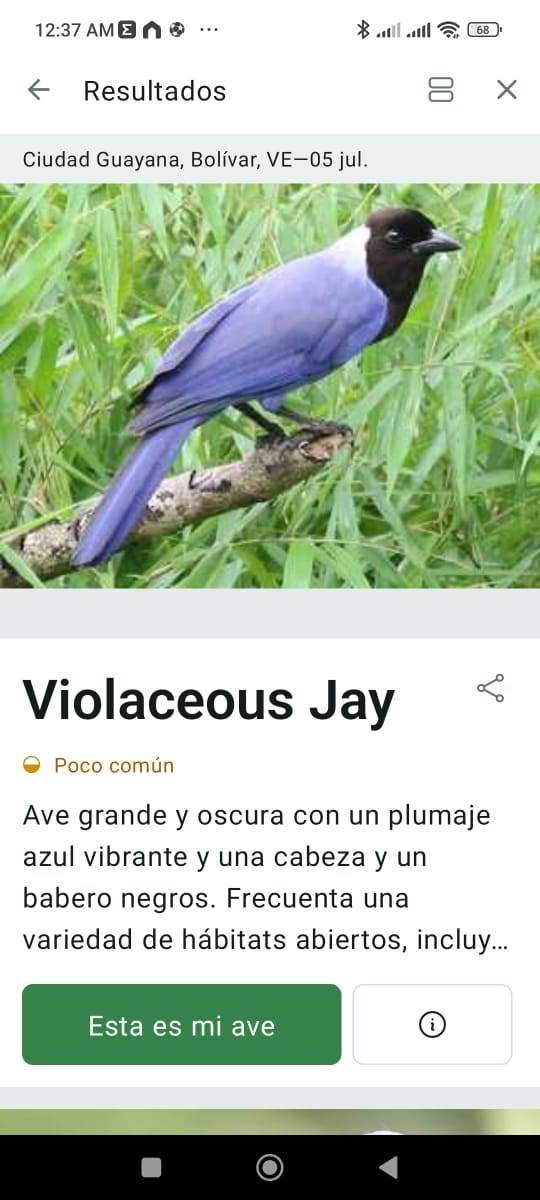 12:37 AM
68
Resultados
Ciudad Guayana, Bolívar, VE—05 jul.
Violaceous Jay
Poco común
Ave grande y oscura con un plumaje
azul vibrante y una cabeza y un
babero negros. Frecuenta una
variedad de hábitats abiertos, incluy...
Esta es mi ave